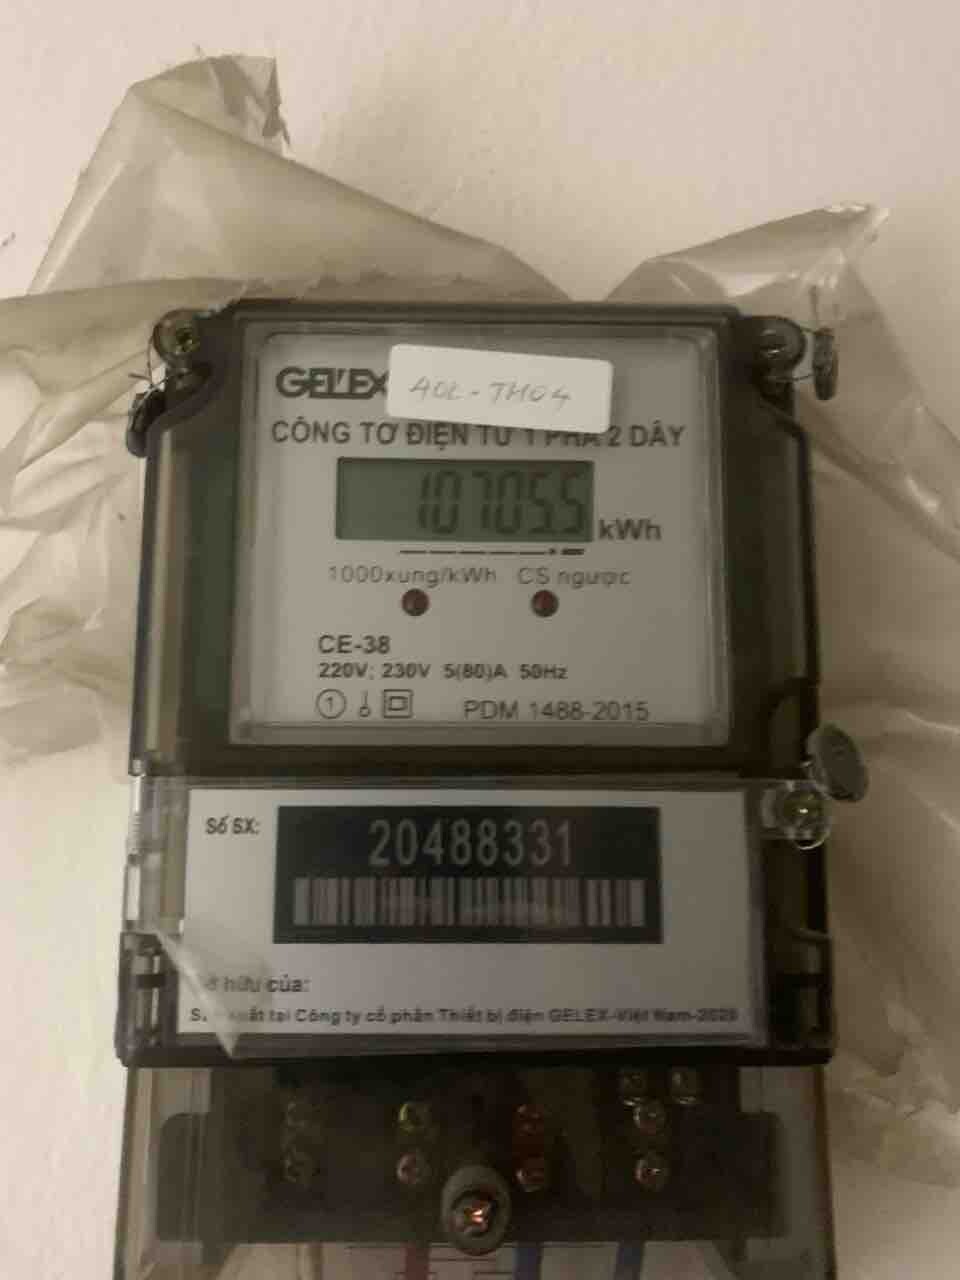 GELEX
A02-TH04
CÔNG TƠ ĐIỆN TỬ 1 PHA 2 DÂY
10705.5 kWh
1000xung/kWh CS ngược
CE-38
220V; 230V 5(80)A 50Hz
1 PDM 1488-2015
Số SX: 20488331
hữu của:
xuất tại Công ty cổ phần Thiết bị điện GELEX-Việt Nam-2020